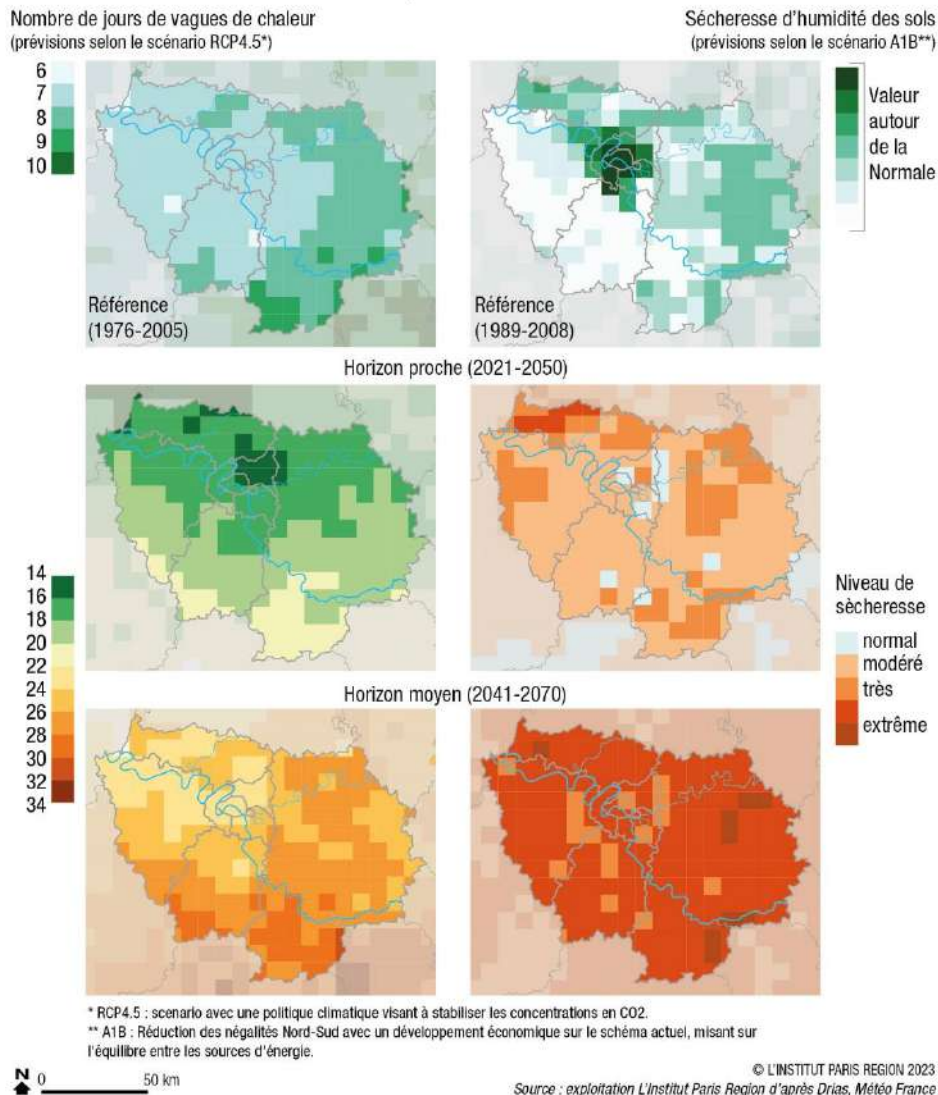 Nombre de jours de vagues de chaleur
(prévisions selon le scénario RCP4.5*)
Sécheresse d'humidité des sols
(prévisions selon le scénario A1B**)
6
7
8
9
10
Référence
(1976-2005)
Référence
(1989-2008)
Valeur
autour
de la
Normale
Horizon proche (2021-2050)
14
16
18
20
22
24
26
28
30
32
34
Niveau de
sècheresse
normal
modéré
très
extrême
Horizon moyen (2041-2070)
* RCP4.5 : scenario avec une politique climatique visant à stabiliser les concentrations en CO2.
** A1B : Réduction des négalités Nord-Sud avec un développement économique sur le schéma actuel, misant sur
l'équilibre entre les sources d'énergie.
N
0
50 km
© L'INSTITUT PARIS REGION 2023
Source : exploitation L'Institut Paris Region d'après Drias, Météo France